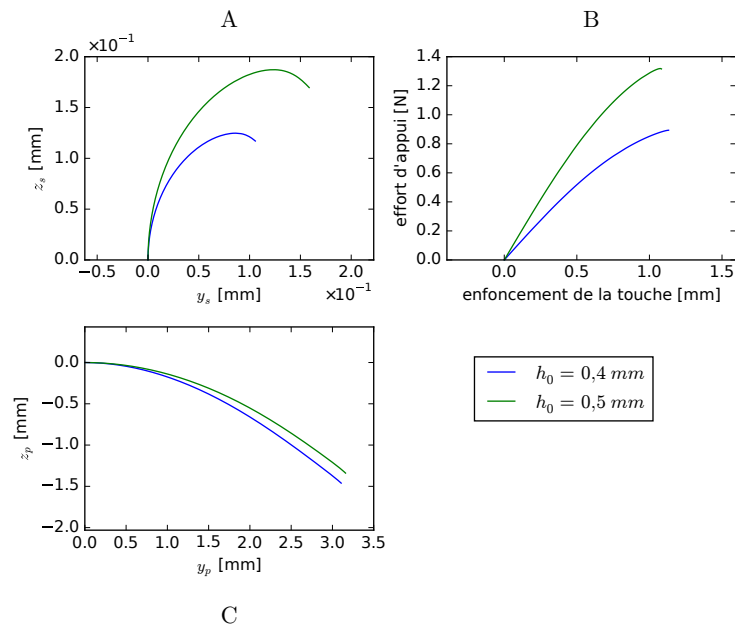 A
B
×10⁻¹
2.0
1.5
1.0
0.5
0.0
z_s [mm]
−0.5 0.0 0.5 1.0 1.5 2.0
y_s [mm]
×10⁻¹
1.4
1.2
1.0
0.8
0.6
0.4
0.2
0.0
effort d'appui [N]
0.0 0.5 1.0 1.5
enfoncement de la touche [mm]
0.0
−0.5
−1.0
−1.5
−2.0
z_p [mm]
0.0 0.5 1.0 1.5 2.0 2.5 3.0 3.5
y_p [mm]
h_0 = 0,4 mm
h_0 = 0,5 mm
C